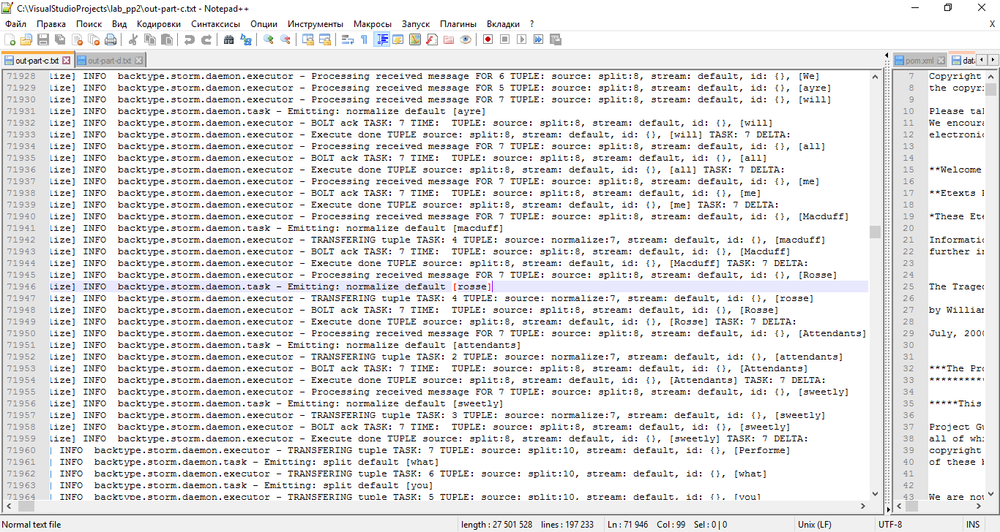 C:\VisualStudioProjects\lab_pp2\out-part-c.txt - Notepad++
Файл Правка Поиск Вид Кодировки Синтаксисы Опции Инструменты Макросы Запуск Плагины Вкладки ? X
out-part-c.txt out-part-d.txt
71928 lize] INFO backtype.storm.daemon.executor - Processing received message FOR 6 TUPLE: source: split:8, stream: default, id: {}, [We]
71929 lize] INFO backtype.storm.daemon.executor - Processing received message FOR 5 TUPLE: source: split:8, stream: default, id: {}, [ayre]
71930 lize] INFO backtype.storm.daemon.executor - Processing received message FOR 7 TUPLE: source: split:8, stream: default, id: {}, [will]
71931 lize] INFO backtype.storm.daemon.task - Emitting: normalize default [ayre]
71932 lize] INFO backtype.storm.daemon.executor - BOLT ack TASK: 7 TIME: TUPLE: source: split:8, stream: default, id: {}, [will]
71933 lize] INFO backtype.storm.daemon.executor - Execute done TUPLE source: split:8, stream: default, id: {}, [will] TASK: 7 DELTA:
71934 lize] INFO backtype.storm.daemon.executor - Processing received message FOR 7 TUPLE: source: split:8, stream: default, id: {}, [all]
71935 lize] INFO backtype.storm.daemon.executor - BOLT ack TASK: 7 TIME: TUPLE: source: split:8, stream: default, id: {}, [all]
71936 lize] INFO backtype.storm.daemon.executor - Execute done TUPLE source: split:8, stream: default, id: {}, [all] TASK: 7 DELTA:
71937 lize] INFO backtype.storm.daemon.executor - Processing received message FOR 7 TUPLE: source: split:8, stream: default, id: {}, [me]
71938 lize] INFO backtype.storm.daemon.executor - BOLT ack TASK: 7 TIME: TUPLE: source: split:8, stream: default, id: {}, [me]
71939 lize] INFO backtype.storm.daemon.executor - Execute done TUPLE source: split:8, stream: default, id: {}, [me] TASK: 7 DELTA:
71940 lize] INFO backtype.storm.daemon.executor - Processing received message FOR 7 TUPLE: source: split:8, stream: default, id: {}, [Macduff]
71941 lize] INFO backtype.storm.daemon.task - Emitting: normalize default [macduff]
71942 lize] INFO backtype.storm.daemon.executor - TRANSFERING tuple TASK: 4 TUPLE: source: normalize:7, stream: default, id: {}, [macduff]
71943 lize] INFO backtype.storm.daemon.executor - BOLT ack TASK: 7 TIME: TUPLE: source: split:8, stream: default, id: {}, [Macduff]
71944 lize] INFO backtype.storm.daemon.executor - Execute done TUPLE source: split:8, stream: default, id: {}, [Macduff] TASK: 7 DELTA:
71945 lize] INFO backtype.storm.daemon.executor - Processing received message FOR 7 TUPLE: source: split:8, stream: default, id: {}, [Rosse]
71946 lize] INFO backtype.storm.daemon.task - Emitting: normalize default [rosse]
71947 lize] INFO backtype.storm.daemon.executor - TRANSFERING tuple TASK: 4 TUPLE: source: normalize:7, stream: default, id: {}, [rosse]
71948 lize] INFO backtype.storm.daemon.executor - BOLT ack TASK: 7 TIME: TUPLE: source: split:8, stream: default, id: {}, [Rosse]
71949 lize] INFO backtype.storm.daemon.executor - Execute done TUPLE source: split:8, stream: default, id: {}, [Rosse] TASK: 7 DELTA:
71950 lize] INFO backtype.storm.daemon.executor - Processing received message FOR 7 TUPLE: source: split:8, stream: default, id: {}, [Attendants]
71951 lize] INFO backtype.storm.daemon.task - Emitting: normalize default [attendants]
71952 lize] INFO backtype.storm.daemon.executor - TRANSFERING tuple TASK: 2 TUPLE: source: normalize:7, stream: default, id: {}, [attendants]
71953 lize] INFO backtype.storm.daemon.executor - BOLT ack TASK: 7 TIME: TUPLE: source: split:8, stream: default, id: {}, [Attendants]
71954 lize] INFO backtype.storm.daemon.executor - Execute done TUPLE source: split:8, stream: default, id: {}, [Attendants] TASK: 7 DELTA:
71955 lize] INFO backtype.storm.daemon.executor - Processing received message FOR 7 TUPLE: source: split:8, stream: default, id: {}, [sweetly]
71956 lize] INFO backtype.storm.daemon.task - Emitting: normalize default [sweetly]
71957 lize] INFO backtype.storm.daemon.executor - TRANSFERING tuple TASK: 3 TUPLE: source: normalize:7, stream: default, id: {}, [sweetly]
71958 lize] INFO backtype.storm.daemon.executor - BOLT ack TASK: 7 TIME: TUPLE: source: split:8, stream: default, id: {}, [sweetly]
71959 lize] INFO backtype.storm.daemon.executor - Execute done TUPLE source: split:8, stream: default, id: {}, [sweetly] TASK: 7 DELTA:
71960 INFO backtype.storm.daemon.executor - TRANSFERING tuple TASK: 7 TUPLE: source: split:10, stream: default, id: {}, [Performe]
71961 INFO backtype.storm.daemon.task - Emitting: split default [what]
71962 INFO backtype.storm.daemon.executor - TRANSFERING tuple TASK: 6 TUPLE: source: split:10, stream: default, id: {}, [what]
71963 INFO backtype.storm.daemon.task - Emitting: split default [you]
71964 INFO backtype.storm.daemon.executor - TRANSFERING tuple TASK: 5 TUPLE: source: split:10, stream: default, id: {}, [you]
pom.xml dat
7 Copyright
8 the copyri
9
10 Please tal
11 We encoura
12 electronic
13
14
15 **Welcome
16
17 **Etexts
18
19 *These Ete
20
21 Informatic
22 further in
23
24
25 The Traged
26
27 by William
28
29 July, 2000
30
31
32 ***The Pro
33 **********
34
35 *****This
36
37 Project Gu
38 all of whi
39 copyright
40 of these
41
42
43 We are now
Normal text file length : 27 501 528 lines : 197 233 Ln : 71 946 Col : 99 Sel : 0 | 0 Unix (LF) UTF-8 INS